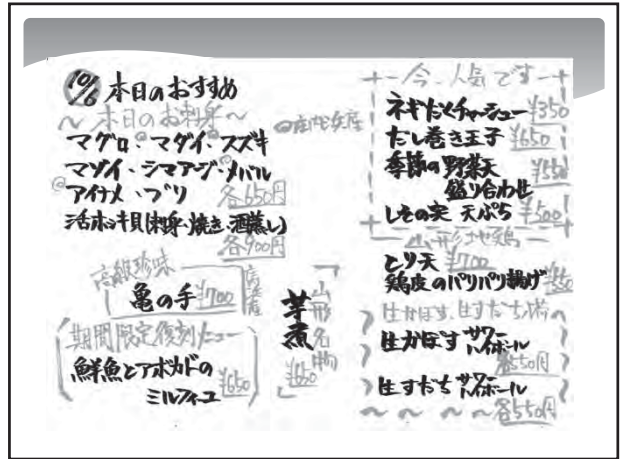 10/6 本日のおすすめ
〜本日のお刺身〜
マグロ・マダイ・スズキ
マゾイ・シマアジ・メバル
アイナメ・ブリ 各650円
活ホッキ貝(刺身・焼き・酒蒸し)
各900円
高級珍味
亀の手 ¥700
期間限定復刻メニュー
鮮魚とアボカドの
ミルフィーユ ¥650
山形名物
芋煮
¥650
今、人気です
ネギたくチャーシュー ¥350
だし巻き玉子 ¥650
季節の野菜天
盛り合わせ ¥550
しその実 天ぷら ¥500
山形地鶏
とり天 ¥700
鶏皮のパリパリ揚げ
生かぼす、生すだち
生かぼす サワー
ハイボール
各550円
生すだち サワー
ハイボール
各550円